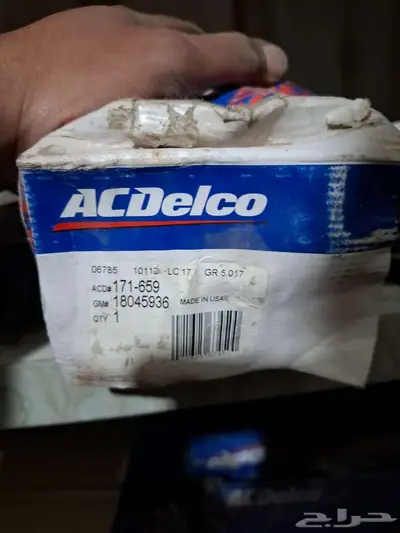 ACDelco
06785 LC 17 GR 5.017
ACD# 171-659
GM# 18045936 MADE IN USA
QTY 1
ACDelco
حراج